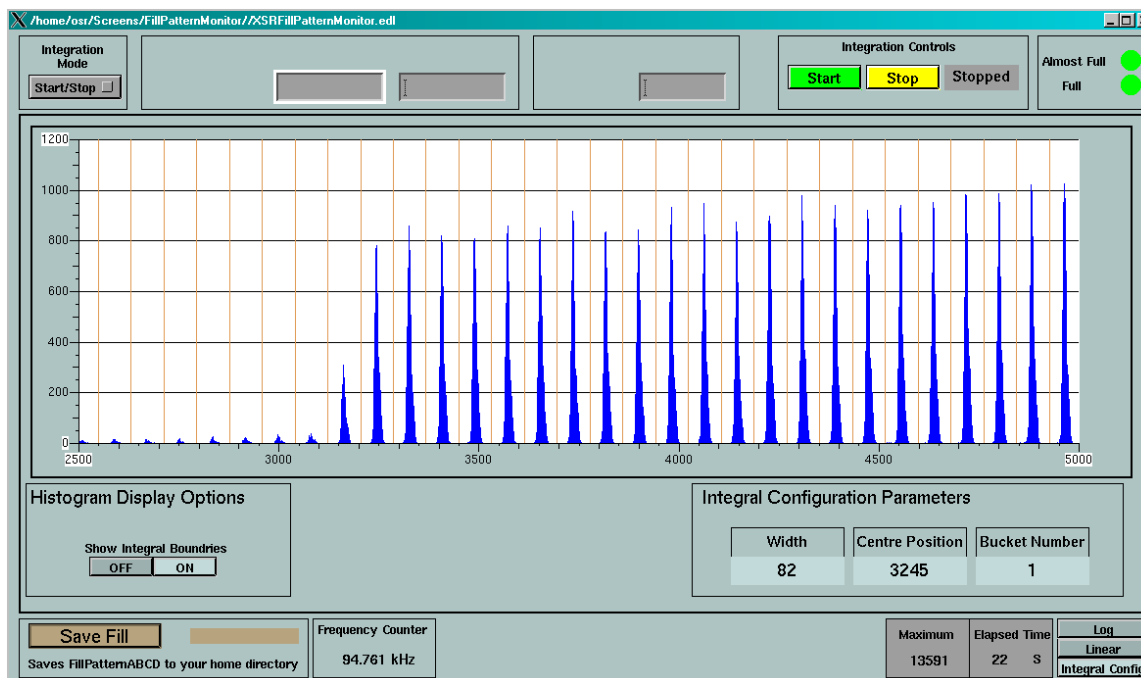 /home/osr/Screens/FillPatternMonitor//XSRFillPatternMonitor.edl
Integration
Mode
Start/Stop
Integration Controls
Start Stop Stopped
Almost Full
Full
1200
1000
800
600
400
200
0
2500 3000 3500 4000 4500 5000
Histogram Display Options
Show Integral Boundries
OFF ON
Integral Configuration Parameters
Width Centre Position Bucket Number
82 3245 1
Save Fill
Saves FillPatternABCD to your home directory
Frequency Counter
94.761 kHz
Maximum
13591
Elapsed Time
22 S
Log
Linear
Integral Config